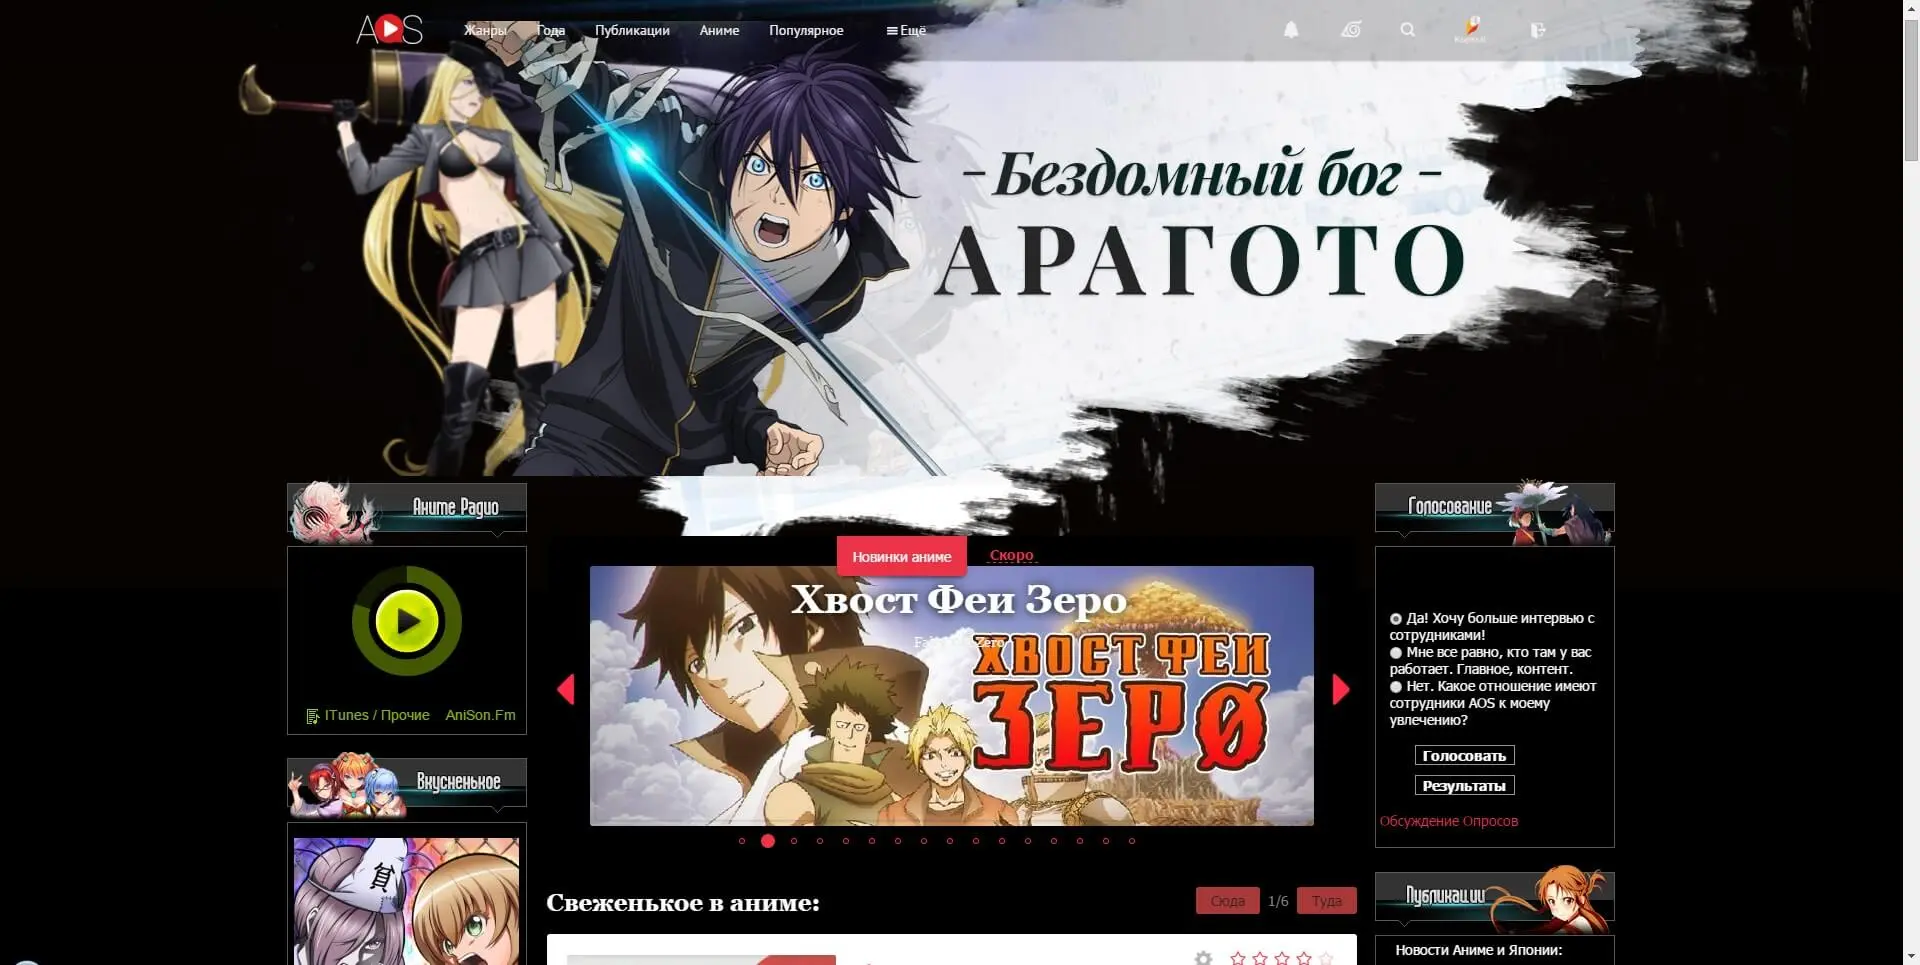 AOS
Жанры
Года
Публикации
Аниме
Популярное
Ещё
- Бездомный бог -
АРАГОТО
Аниме Радио
Голосование
Новинки аниме
Скоро
Хвост Феи Зеро
ХВОСТ ФЕИ
ЗЕРО
Да! Хочу больше интервью с
сотрудниками!
Мне все равно, кто там у вас
работает. Главное, контент.
Нет. Какое отношение имеют
сотрудники AOS к моему
увлечению?
Голосовать
Результаты
Обсуждение Опросов
ITunes / Прочие
AniSon.Fm
Вкусненькое
貧
Свеженькое в аниме:
Сюда
1/6
Туда
Публикации
Новости Аниме и Японии: